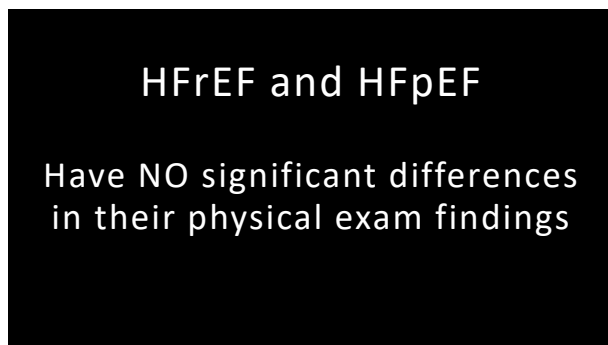 HFrEF and HFpEF
Have NO significant differences
in their physical exam findings